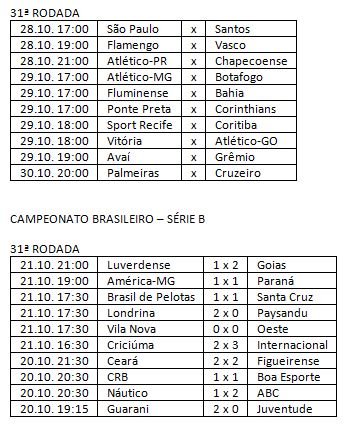 31ª RODADA
28.10. 17:00 São Paulo x Santos
28.10. 19:00 Flamengo x Vasco
28.10. 21:00 Atlético-PR x Chapecoense
29.10. 17:00 Atlético-MG x Botafogo
29.10. 17:00 Fluminense x Bahia
29.10. 17:00 Ponte Preta x Corinthians
29.10. 18:00 Sport Recife x Coritiba
29.10. 18:00 Vitória x Atlético-GO
29.10. 19:00 Avaí x Grêmio
30.10. 20:00 Palmeiras x Cruzeiro
CAMPEONATO BRASILEIRO – SÉRIE B
31ª RODADA
21.10. 21:00 Luverdense 1 x 2 Goias
21.10. 19:00 América-MG 1 x 1 Paraná
21.10. 17:30 Brasil de Pelotas 1 x 1 Santa Cruz
21.10. 17:30 Londrina 2 x 0 Paysandu
21.10. 17:30 Vila Nova 0 x 0 Oeste
21.10. 16:30 Criciúma 2 x 3 Internacional
20.10. 21:30 Ceará 2 x 2 Figueirense
20.10. 20:30 CRB 1 x 1 Boa Esporte
20.10. 20:30 Náutico 1 x 2 ABC
20.10. 19:15 Guarani 2 x 0 Juventude